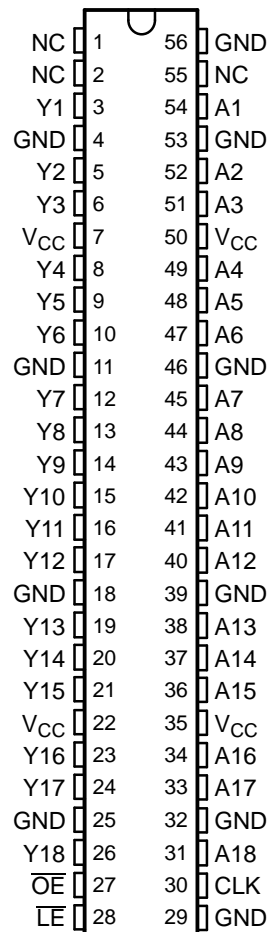 NC 1 56 GND
NC 2 55 NC
Y1 3 54 A1
GND 4 53 GND
Y2 5 52 A2
Y3 6 51 A3
VCC 7 50 VCC
Y4 8 49 A4
Y5 9 48 A5
Y6 10 47 A6
GND 11 46 GND
Y7 12 45 A7
Y8 13 44 A8
Y9 14 43 A9
Y10 15 42 A10
Y11 16 41 A11
Y12 17 40 A12
GND 18 39 GND
Y13 19 38 A13
Y14 20 37 A14
Y15 21 36 A15
VCC 22 35 VCC
Y16 23 34 A16
Y17 24 33 A17
GND 25 32 GND
Y18 26 31 A18
O̅E̅ 27 30 CLK
L̅E̅ 28 29 GND